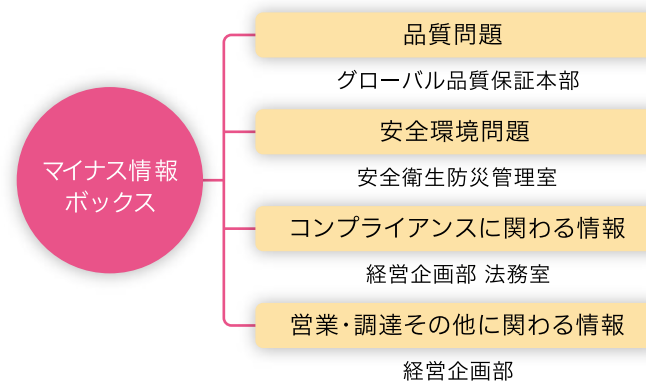 マイナス情報
ボックス
品質問題
グローバル品質保証本部
安全環境問題
安全衛生防災管理室
コンプライアンスに関わる情報
経営企画部 法務室
営業・調達その他に関わる情報
経営企画部